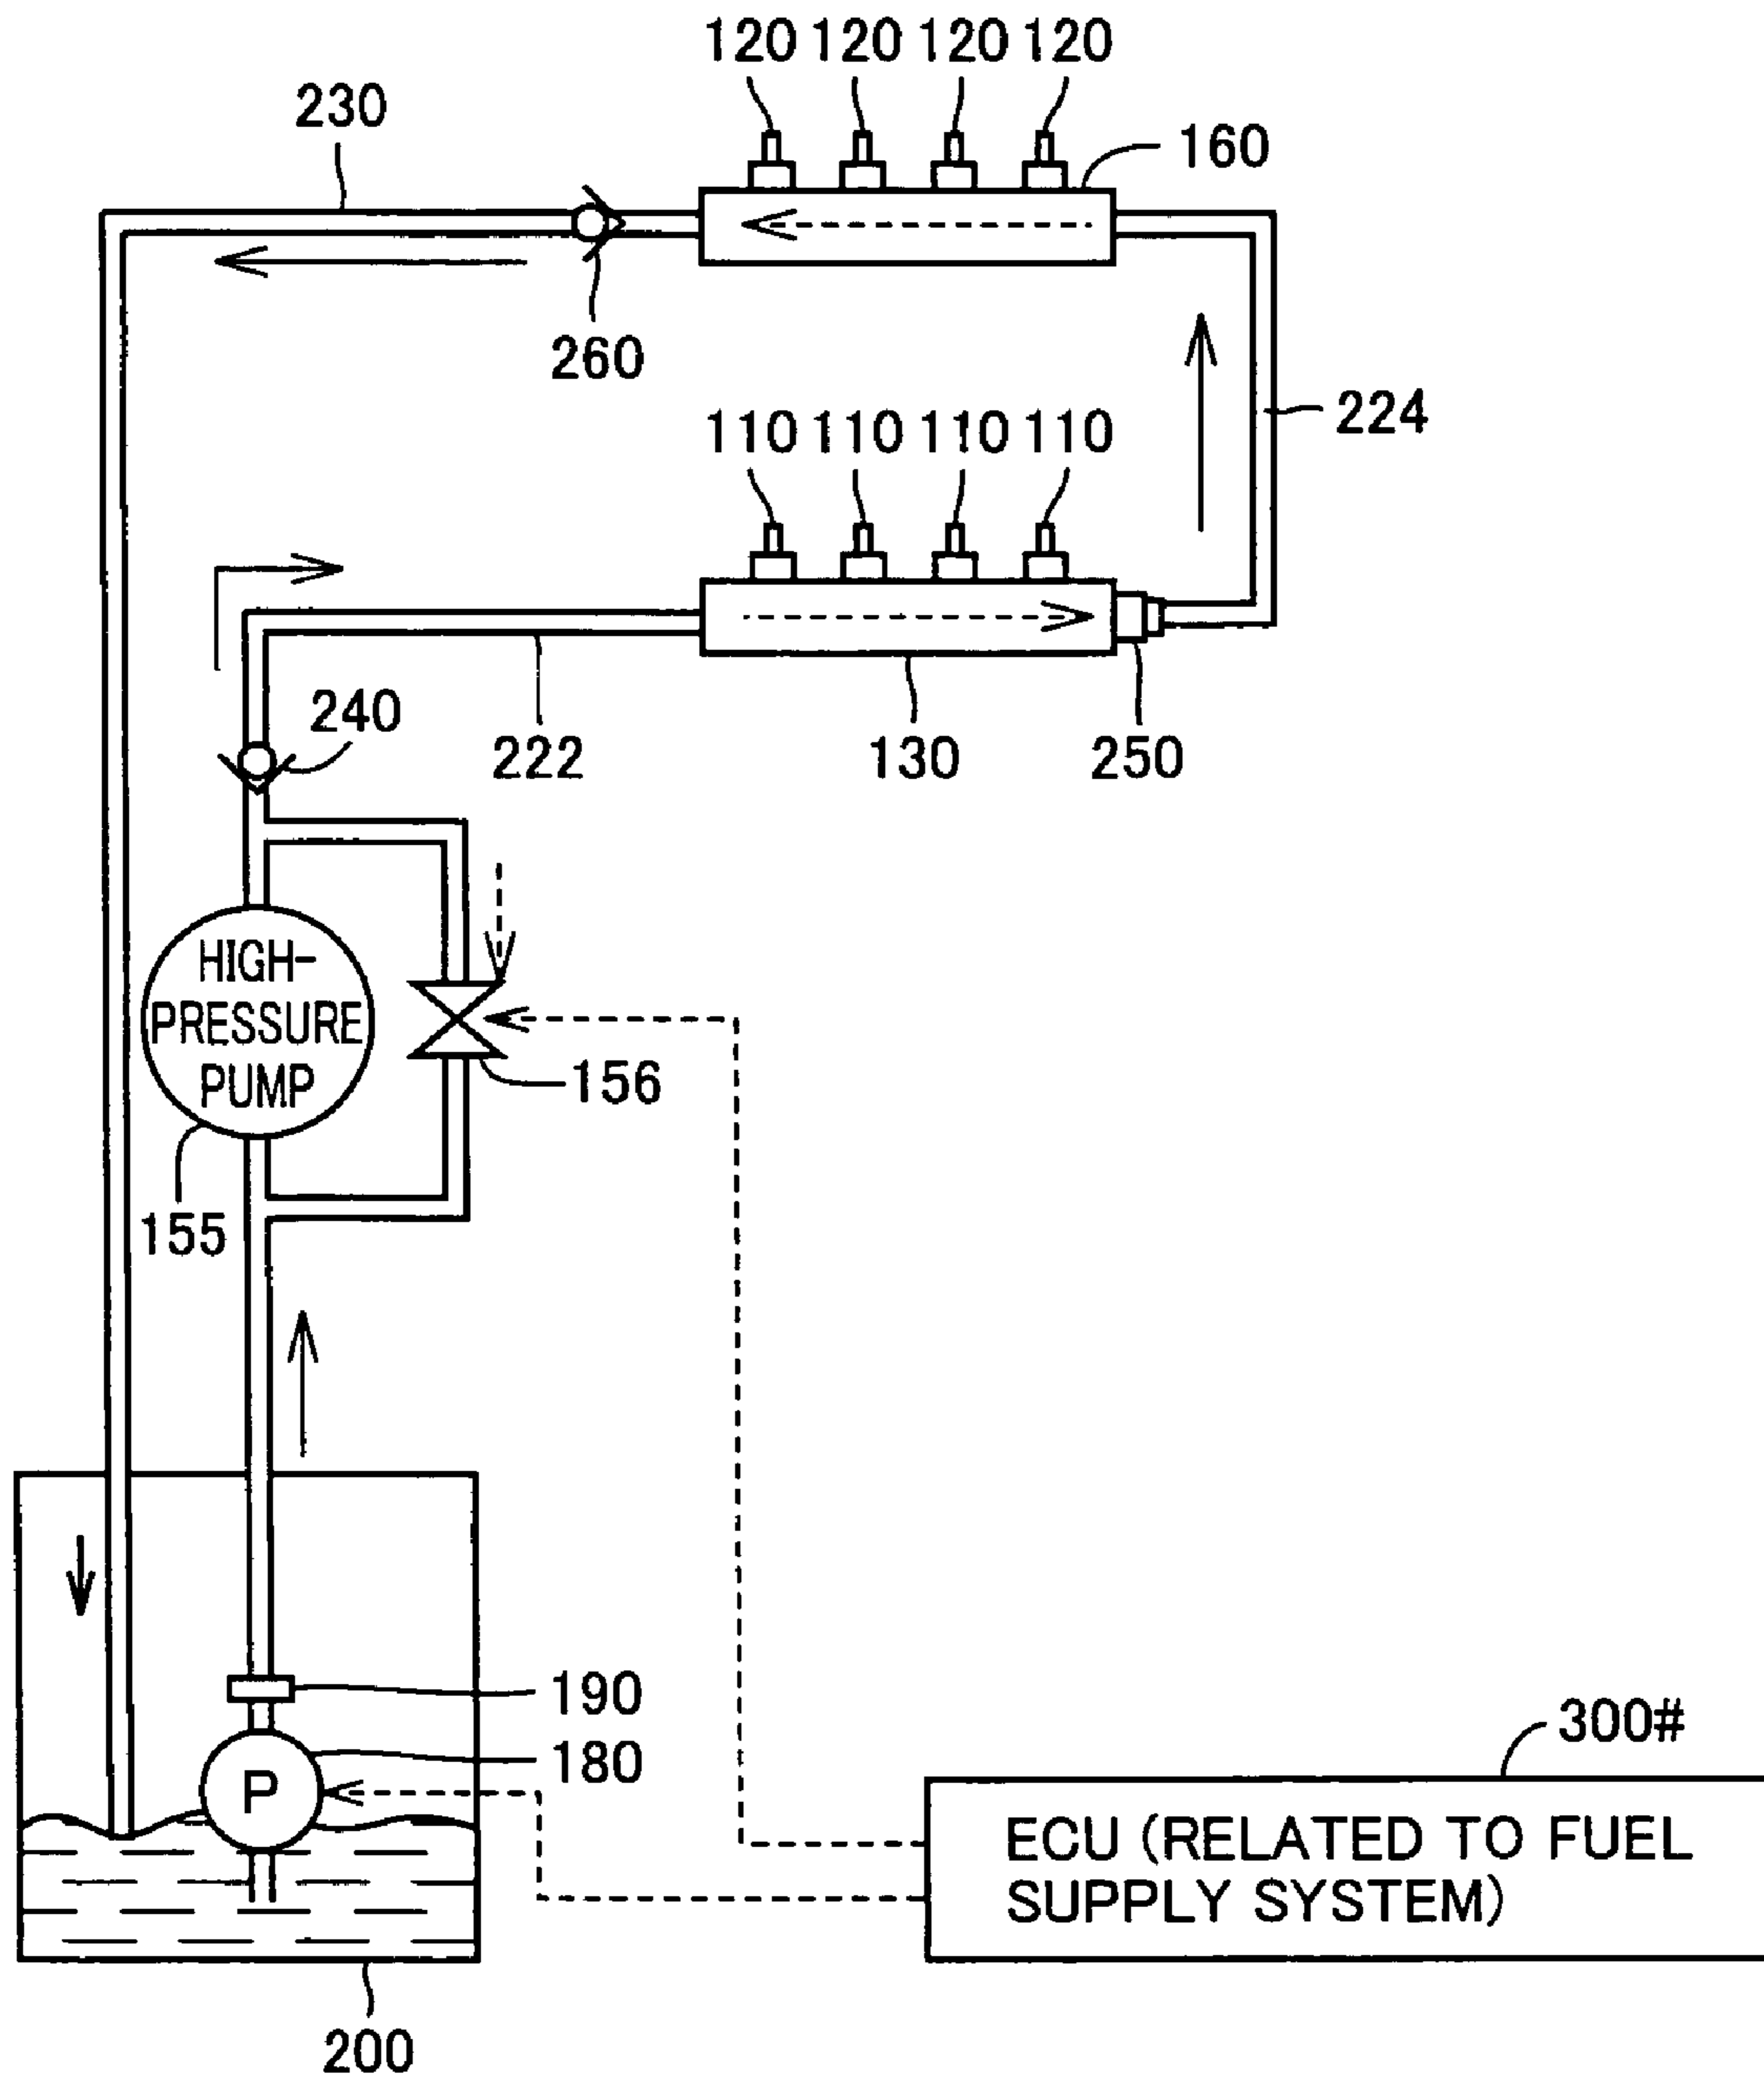 120 120 120 120
230
160
260
224
110 110 110 110
240
222
130
250
HIGH-
PRESSURE
PUMP
156
155
190
300#
180
P
ECU (RELATED TO FUEL
SUPPLY SYSTEM)
200